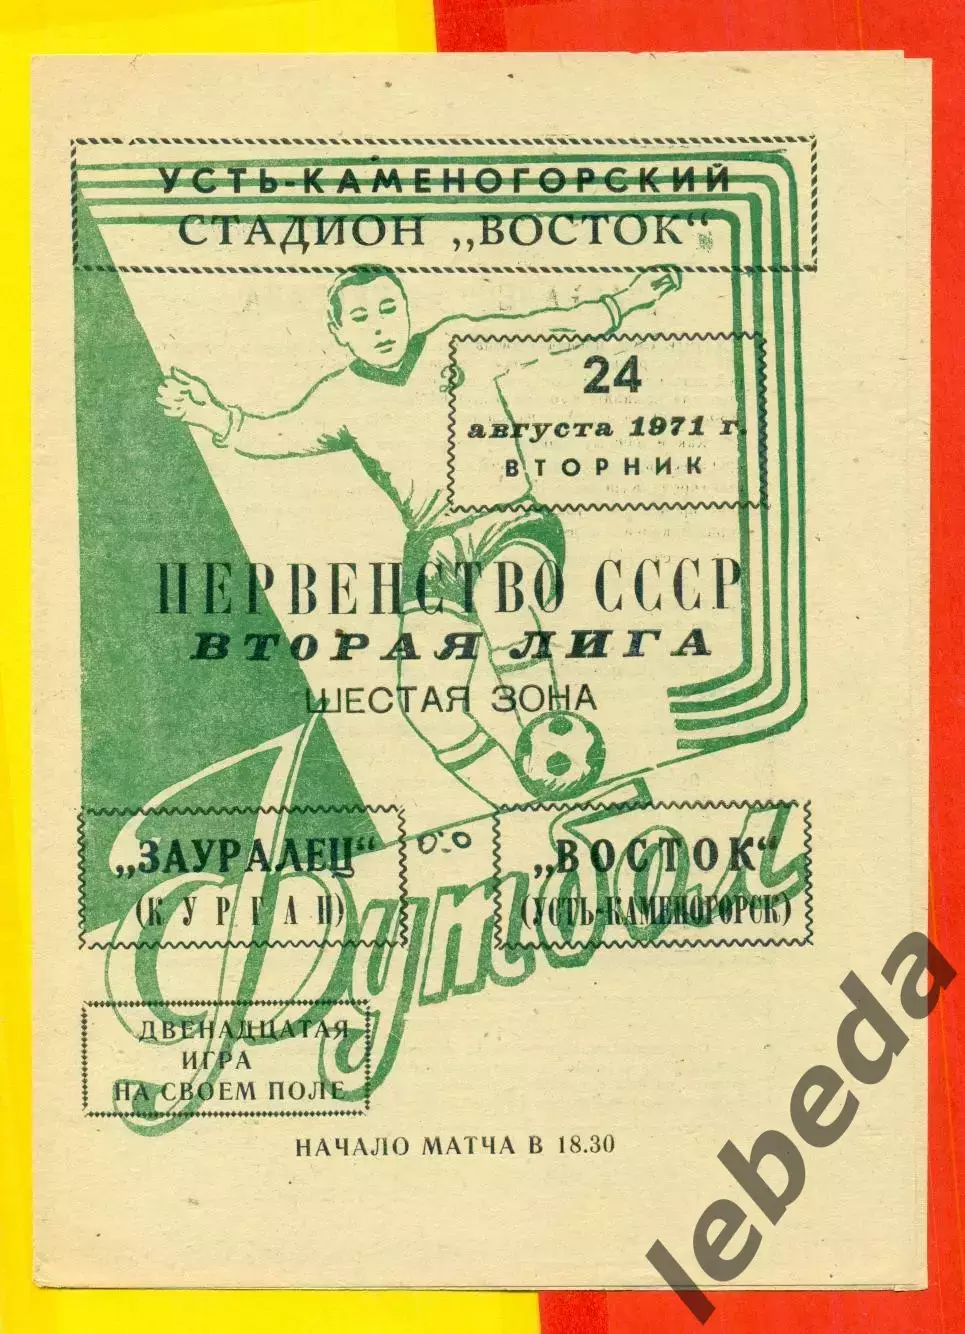 УСТЬ-КАМЕНОГОРСКИЙ
СТАДИОН „ВОСТОК"
24
августа 1971 г.
ВТОРНИК
ПЕРВЕНСТВО СССР
ВТОРАЯ ЛИГА
ШЕСТАЯ ЗОНА
„ЗАУРАЛЕЦ"
(КУРГАН)
0:0
„ВОСТОК"
(УСТЬ-КАМЕНОГОРСК)
Футбол
ДВЕНАДЦАТАЯ
ИГРА
НА СВОЕМ ПОЛЕ
НАЧАЛО МАТЧА В 18.30
lebeda